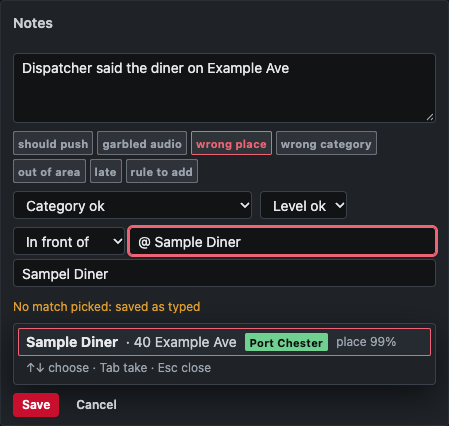 Notes
Dispatcher said the diner on Example Ave
should push garbled audio wrong place wrong category
out of area late rule to add
Category ok Level ok
In front of @ Sample Diner
Sampel Diner
No match picked: saved as typed
Sample Diner · 40 Example Ave Port Chester place 99%
↑↓ choose · Tab take · Esc close
Save Cancel